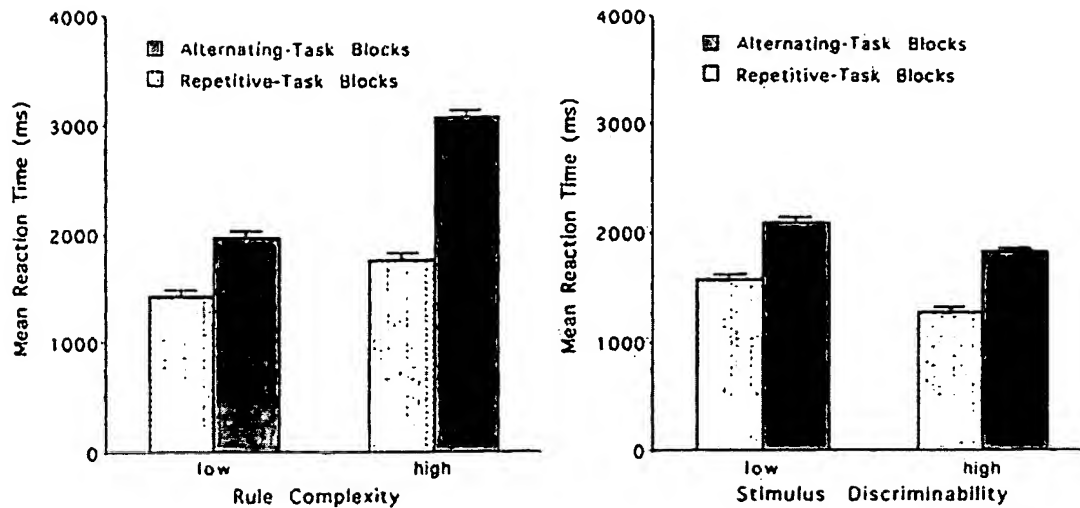 4000
3000
2000
1000
0
Mean Reaction Time (ms)
Alternating-Task Blocks
Repetitive-Task Blocks
low
high
Rule Complexity
4000
3000
2000
1000
0
Mean Reaction Time (ms)
Alternating-Task Blocks
Repetitive-Task Blocks
low
high
Stimulus Discriminability